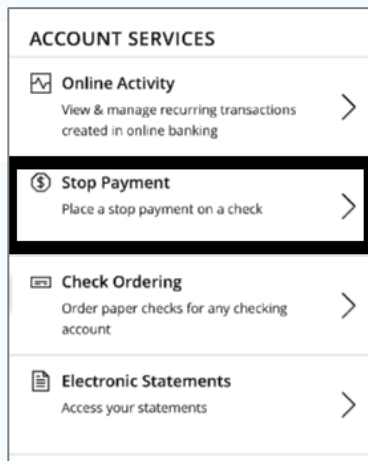 ACCOUNT SERVICES
Online Activity
View & manage recurring transactions
created in online banking
Stop Payment
Place a stop payment on a check
Check Ordering
Order paper checks for any checking
account
Electronic Statements
Access your statements